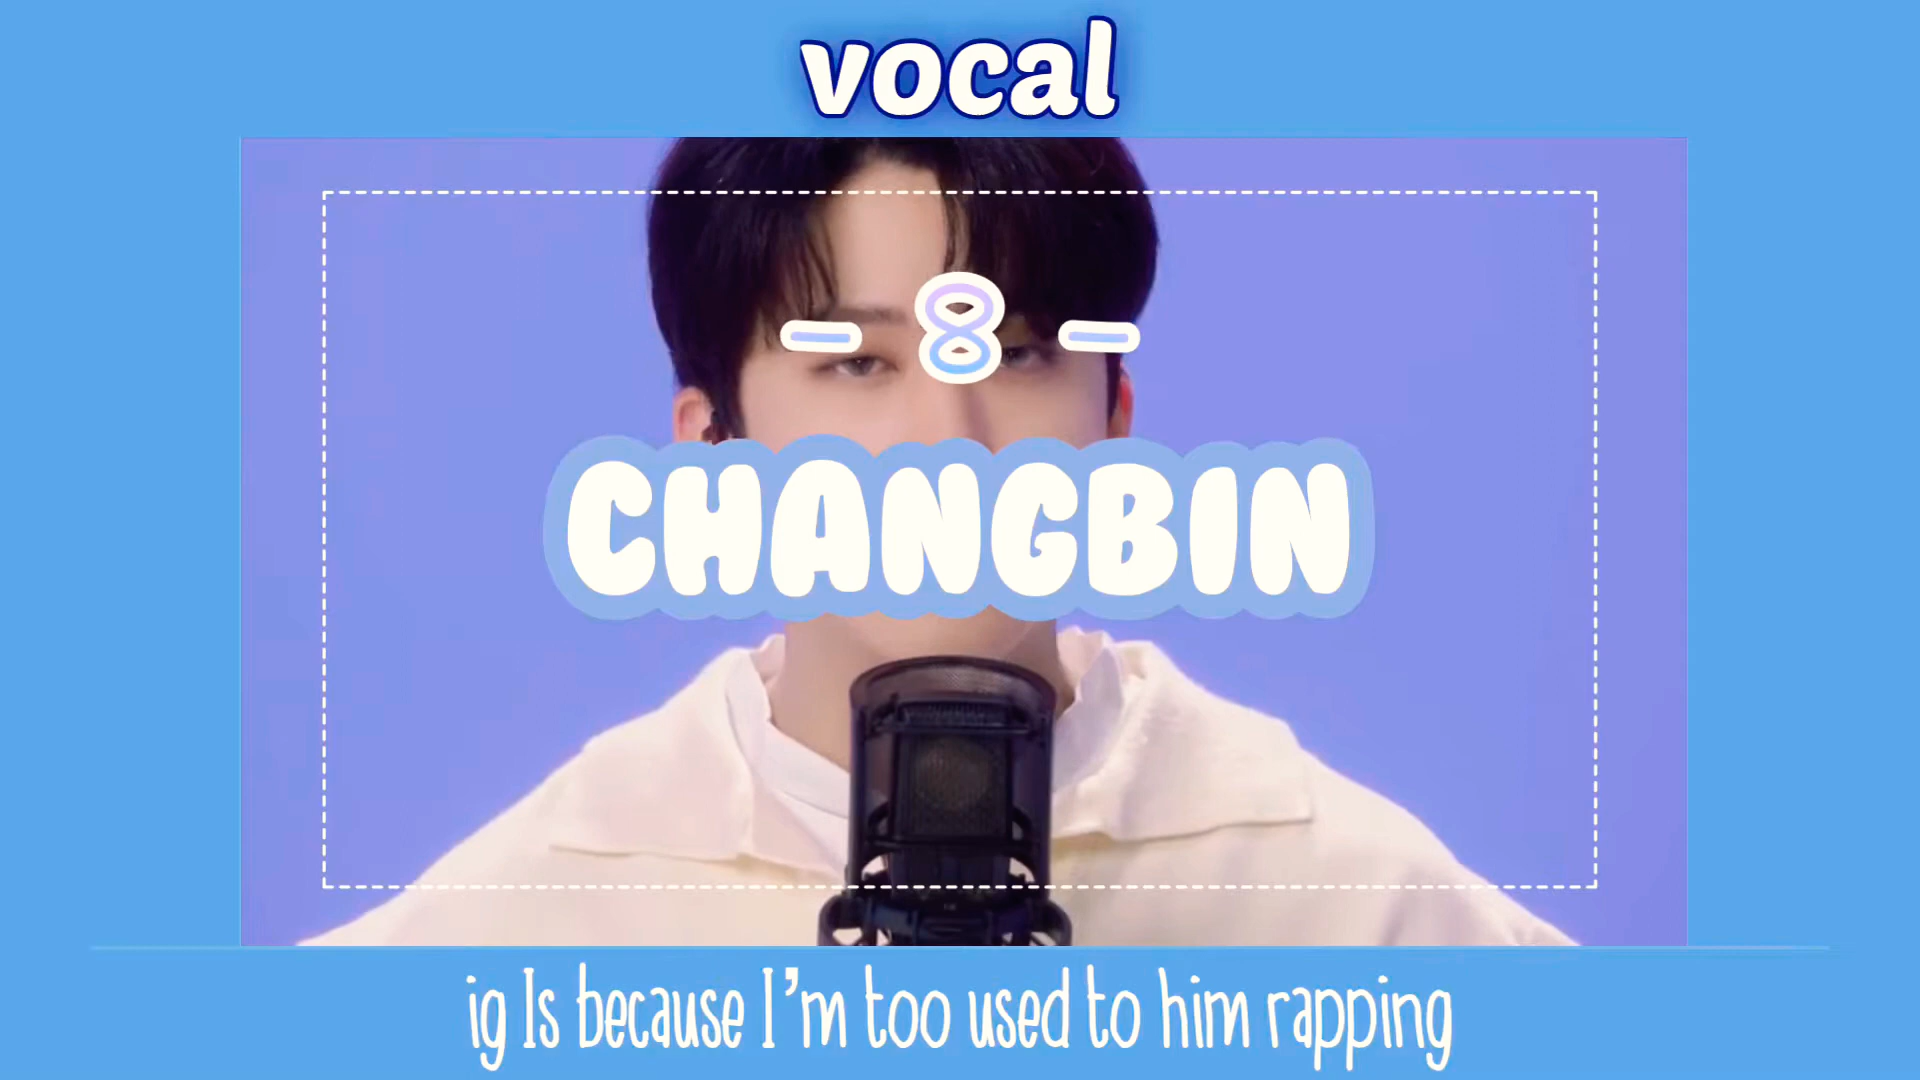 vocal
- 8 -
CHANGBIN
ig Is because I'm too used to him rapping